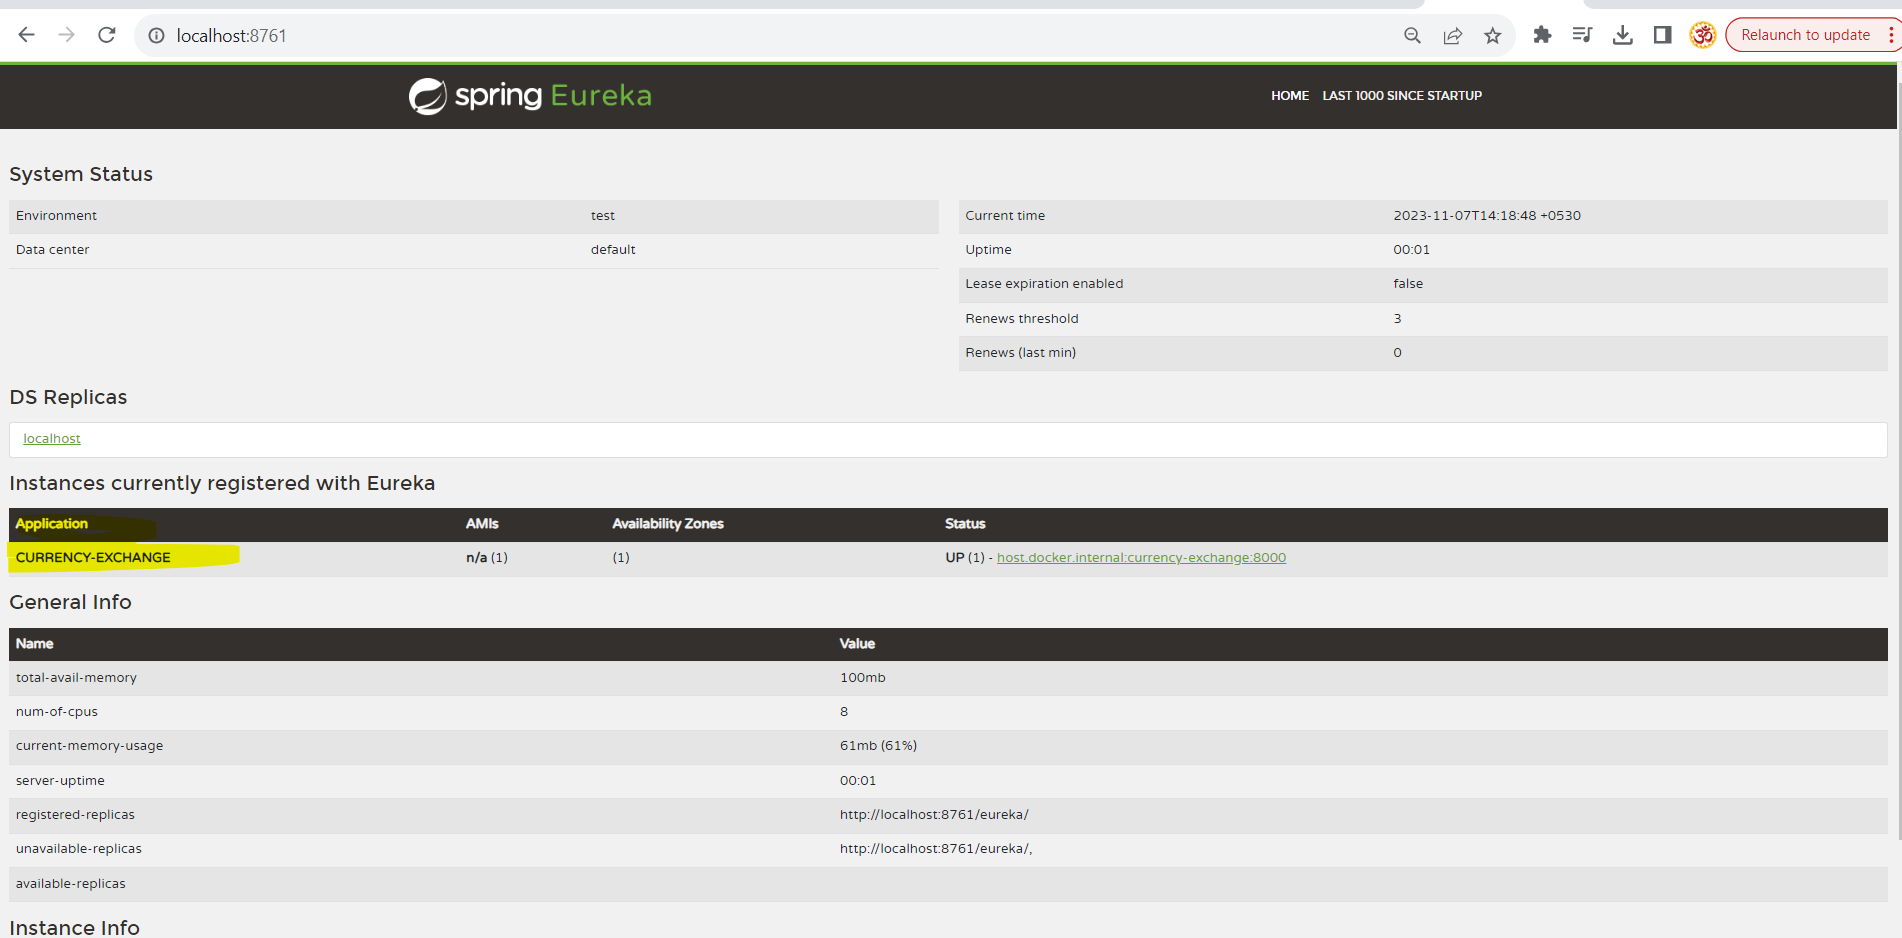 localhost:8761
Relaunch to update
spring Eureka
HOME LAST 1000 SINCE STARTUP
System Status
Environment test
Data center default
Current time 2023-11-07T14:18:48 +0530
Uptime 00:01
Lease expiration enabled false
Renews threshold 3
Renews (last min) 0
DS Replicas
localhost
Instances currently registered with Eureka
Application AMIs Availability Zones Status
CURRENCY-EXCHANGE n/a (1) (1) UP (1) - host.docker.internal:currency-exchange:8000
General Info
Name Value
total-avail-memory 100mb
num-of-cpus 8
current-memory-usage 61mb (61%)
server-uptime 00:01
registered-replicas http://localhost:8761/eureka/
unavailable-replicas http://localhost:8761/eureka/,
available-replicas
Instance Info